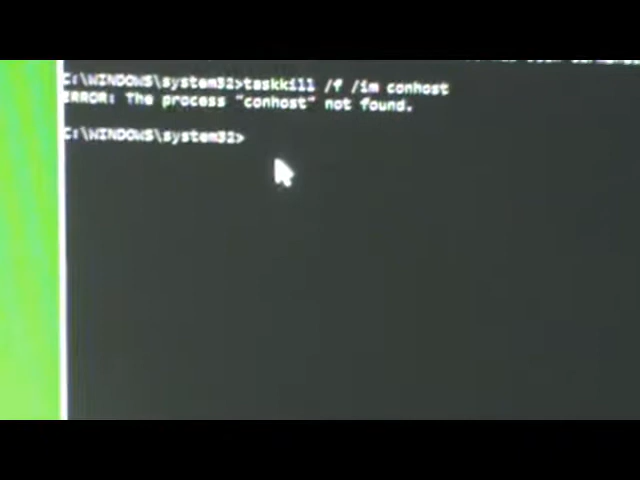 C:\WINDOWS\system32>taskkill /f /im conhost
ERROR: The process "conhost" not found.
C:\WINDOWS\system32>